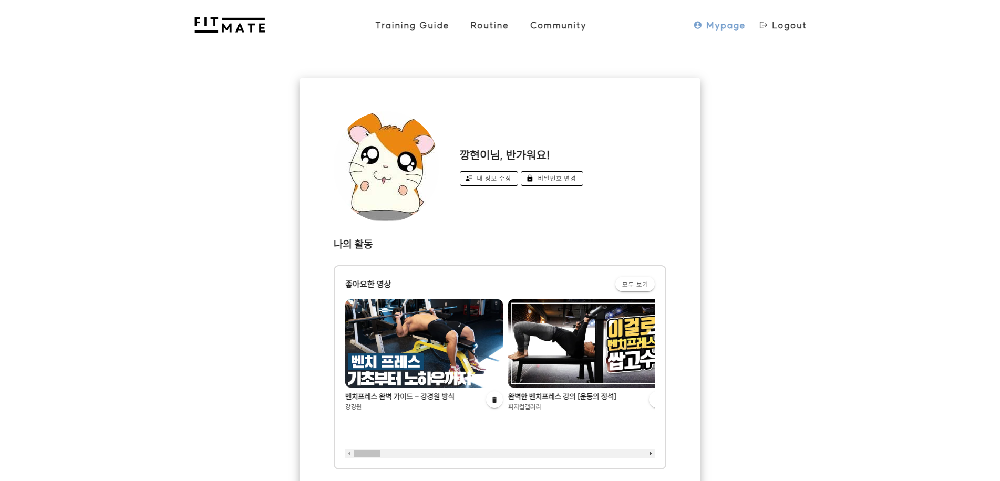 FIT MATE
Training Guide Routine Community Mypage Logout
깡현이님, 반가워요!
내 정보 수정 비밀번호 변경
나의 활동
좋아요한 영상 모두 보기
벤치 프레스
기초부터 노하우까지
이걸로
벤치프레스
쌉고수
벤치프레스 완벽 가이드 - 강경원 방식
강경원
완벽한 벤치프레스 강의 [운동의 정석]
피지컬갤러리